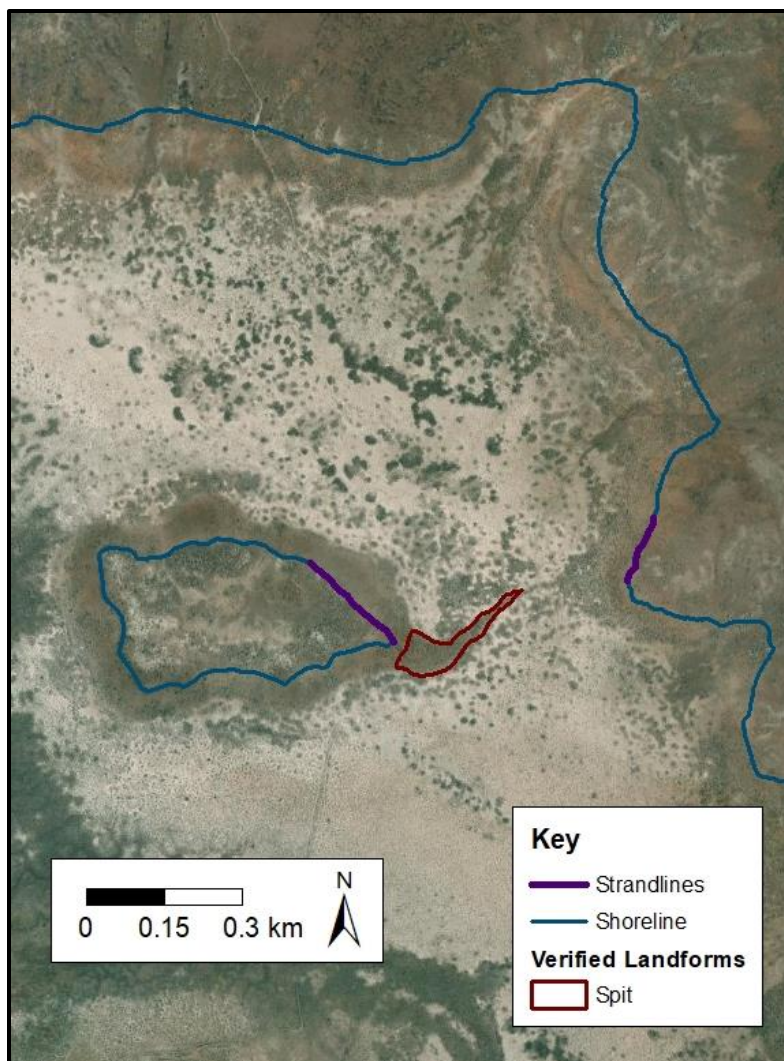 Key
Strandlines
Shoreline
Verified Landforms
Spit
N
0 0.15 0.3 km